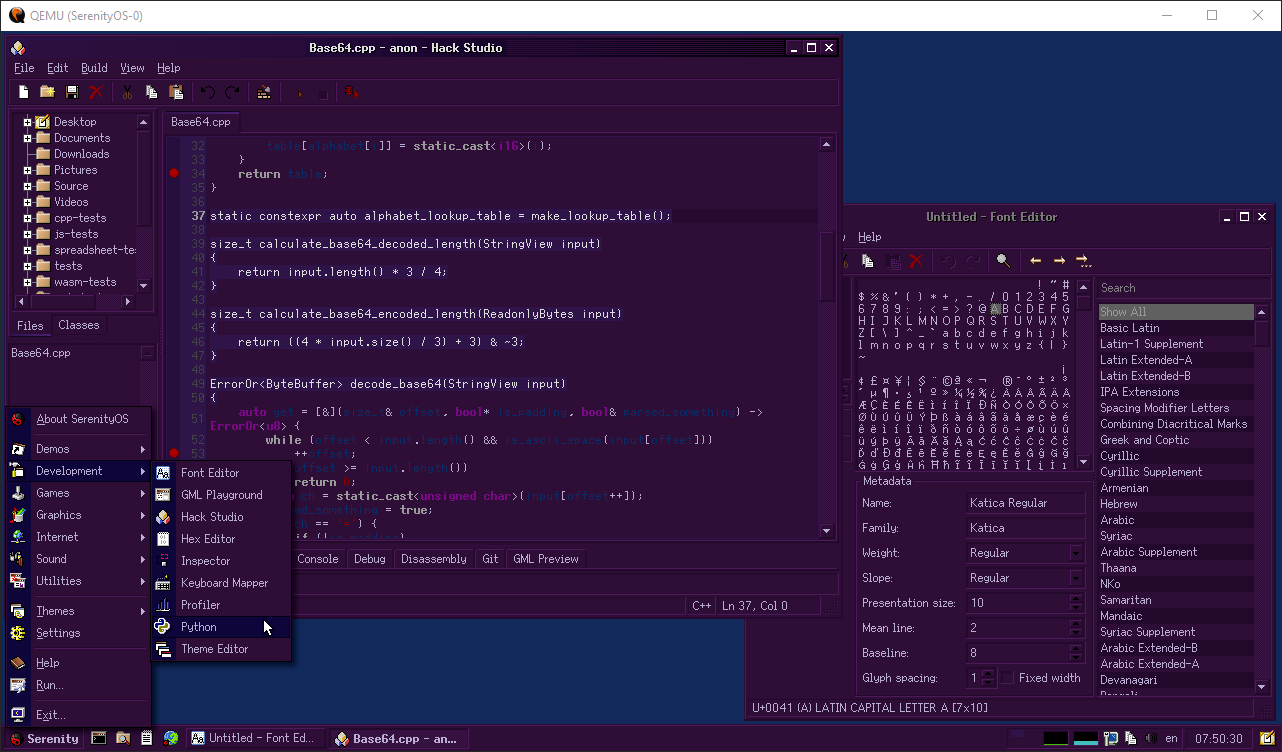 QEMU (SerenityOS-0)
Base64.cpp - anon - Hack Studio
File Edit Build View Help
Desktop
Documents
Downloads
Pictures
Source
Videos
cpp-tests
js-tests
spreadsheet-te:
tests
wasm-tests
Files Classes
Base64.cpp
Base64.cpp
32 table[alphabet[i]] = static_cast<i16>(i);
33 }
34 return table;
35 }
36
37 static constexpr auto alphabet_lookup_table = make_lookup_table();
38
39 size_t calculate_base64_decoded_length(StringView input)
40 {
41 return input.length() * 3 / 4;
42 }
43
44 size_t calculate_base64_encoded_length(ReadonlyBytes input)
45 {
46 return ((4 * input.size() / 3) + 3) & ~3;
47 }
48
49 ErrorOr<ByteBuffer> decode_base64(StringView input)
50 {
51 auto get = [&](size_t& offset, bool* is_padding, bool& parsed_something) ->
ErrorOr<u8> {
52 while (offset < input.length() && is_ascii_space(input[offset]))
53 ++offset;
offset >= input.length())
return 0;
ch = static_cast<unsigned char>(input[offset++]);
ed_something = true;
ch == '=') {
if (!is_padding)
Console Debug Disassembly Git GML Preview
C++ Ln 37, Col 0
About SerenityOS
Demos
Development
Games
Graphics
Internet
Sound
Utilities
Themes
Settings
Help
Run...
Exit...
Font Editor
GML Playground
Hack Studio
Hex Editor
Inspector
Keyboard Mapper
Profiler
Python
Theme Editor
Untitled - Font Editor
Help
! " #
$ % & ' ( ) * + , - . / 0 1 2 3 4 5
6 7 8 9 : ; < = > ? @ A B C D E F G
H I J K L M N O P Q R S T U V W X Y
Z [ \ ] ^ _ ` a b c d e f g h i j k
l m n o p q r s t u v w x y z { | }
~
Search
Show All
Basic Latin
Latin-1 Supplement
Latin Extended-A
Latin Extended-B
IPA Extensions
Spacing Modifier Letters
Combining Diacritical Marks
Greek and Coptic
Cyrillic
Cyrillic Supplement
Armenian
Hebrew
Arabic
Syriac
Arabic Supplement
Thaana
NKo
Samaritan
Mandaic
Syriac Supplement
Arabic Extended-B
Arabic Extended-A
Devanagari
Bengali
Metadata
Name: Katica Regular
Family: Katica
Weight: Regular
Slope: Regular
Presentation size: 10
Mean line: 2
Baseline: 8
Glyph spacing: 1 Fixed width
U+0041 (A) LATIN CAPITAL LETTER A [7x10]
Serenity
Untitled - Font Ed...
Base64.cpp - an...
en
07:50:30